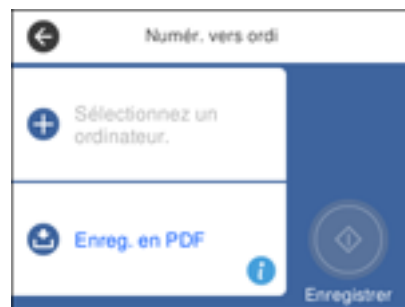 Numér. vers ordi
Sélectionnez un
ordinateur.
Enreg. en PDF
Enregistrer